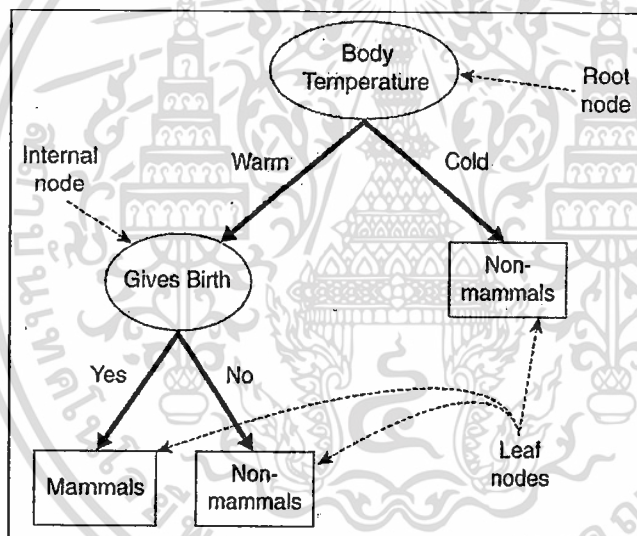 Body
Temperature
Root
node
Internal
node
Warm
Cold
Gives Birth
Non-
mammals
Yes
No
Mammals
Non-
mammals
Leaf
nodes